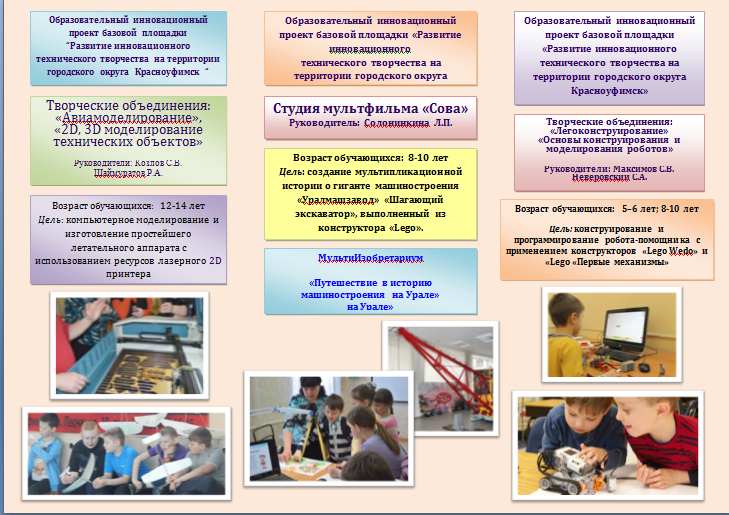 Образовательный инновационный
проект базовой площадки
“Развитие инновационного
технического творчества на территории
городского округа Красноуфимск “
Творческие объединения:
«Авиамоделирование»,
«2D, 3D моделирование
технических объектов»
Руководители: Козлов С.В.
Шаймуратов Р.А.
Возраст обучающихся: 12-14 лет
Цель: компьютерное моделирование и
изготовление простейшего
летательного аппарата с
использованием ресурсов лазерного 2D
принтера
Образовательный инновационный
проект базовой площадки «Развитие
инновационного
технического творчества на
территории городского округа
Студия мультфильма «Сова»
Руководитель: Солонинкина Л.П.
Возраст обучающихся: 8-10 лет
Цель: создание мультипликационной
истории о гиганте машиностроения
«Уралмашзавод» «Шагающий
экскаватор», выполненный из
конструктора «Lego».
МультиИзобретариум
«Путешествие в историю
машиностроения на Урале»
на Урале»
Образовательный инновационный
проект базовой площадки
«Развитие инновационного
технического творчества на
территории городского округа
Красноуфимск»
Творческие объединения:
«Легоконструирование»
«Основы конструирования и
моделирования роботов»
Руководители: Максимов С.В.
Неверовский С.А.
Возраст обучающихся: 5–6 лет; 8-10 лет
Цель: конструирование и
программирование робота-помощника с
применением конструкторов «Lego Wedo» и
«Lego «Первые механизмы»